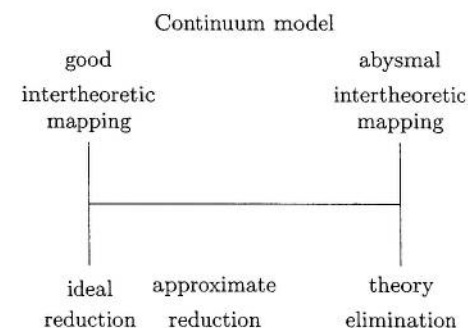 Continuum model
good abysmal
intertheoretic intertheoretic
mapping mapping
ideal approximate theory
reduction reduction elimination